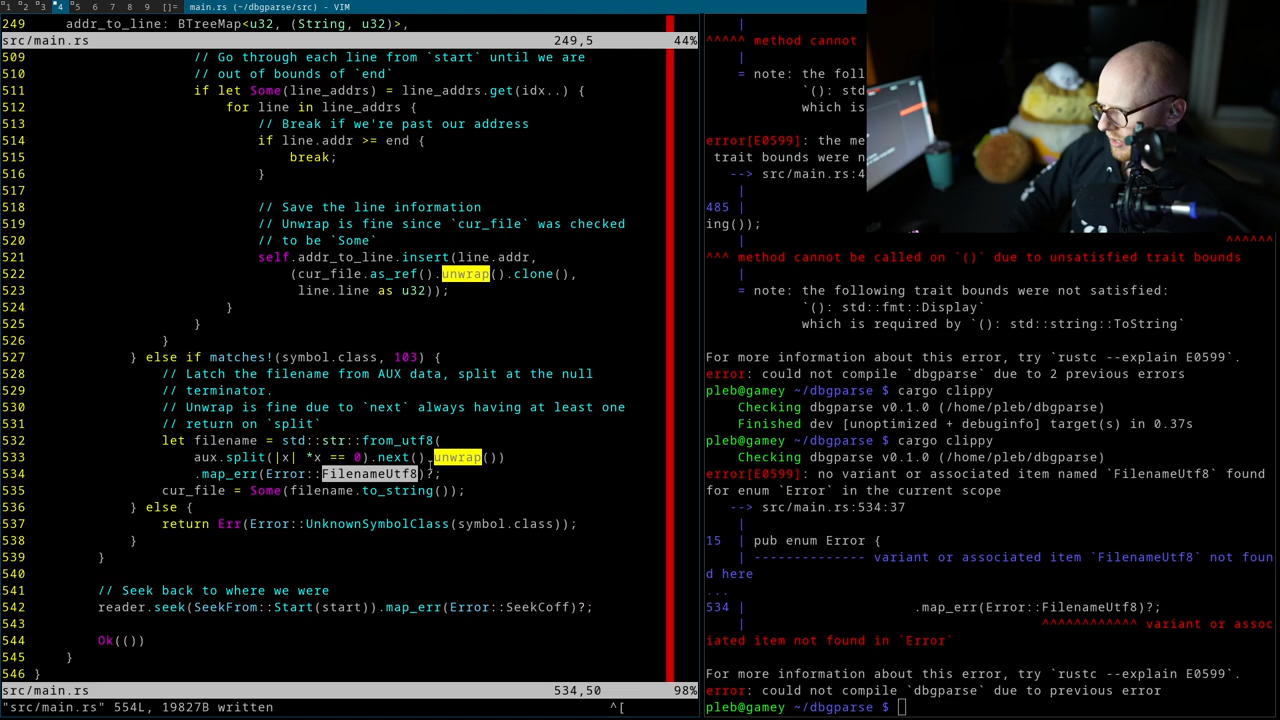 1 2 3 4 5 6 7 8 9 []= main.rs (~/dbgparse/src) - VIM
249     addr_to_line: BTreeMap<u32, (String, u32)>,
src/main.rs 249,5 44%
509                     // Go through each line from `start` until we are
510                     // out of bounds of `end`
511                     if let Some(line_addrs) = line_addrs.get(idx..) {
512                         for line in line_addrs {
513                             // Break if we're past our address
514                             if line.addr >= end {
515                                 break;
516                             }
517
518                             // Save the line information
519                             // Unwrap is fine since `cur_file` was checked
520                             // to be `Some`
521                             self.addr_to_line.insert(line.addr,
522                                 (cur_file.as_ref().unwrap().clone(),
523                                  line.line as u32));
524                         }
525                     }
526                 }
527             } else if matches!(symbol.class, 103) {
528                 // Latch the filename from AUX data, split at the null
529                 // terminator.
530                 // Unwrap is fine due to `next` always having at least one
531                 // return on `split`
532                 let filename = std::str::from_utf8(
533                     aux.split(|x| *x == 0).next().unwrap())
534                     .map_err(Error::FilenameUtf8)?;
535                 cur_file = Some(filename.to_string());
536             } else {
537                 return Err(Error::UnknownSymbolClass(symbol.class));
538             }
539         }
540
541         // Seek back to where we were
542         reader.seek(SeekFrom::Start(start)).map_err(Error::SeekCoff)?;
543
544         Ok(())
545     }
546 }
src/main.rs 534,50 98%
"src/main.rs" 554L, 19827B written ^[
    |
^^^^^ method cannot
    |
    = note: the foll
            `(): std
            which is
error[E0599]: the me
 trait bounds were n
   --> src/main.rs:4
    |
485 |
ing());
    | ^^^^^^
^^^ method cannot be called on `()` due to unsatisfied trait bounds
    |
    = note: the following trait bounds were not satisfied:
            `(): std::fmt::Display`
            which is required by `(): std::string::ToString`
For more information about this error, try `rustc --explain E0599`.
error: could not compile `dbgparse` due to 2 previous errors
pleb@gamey ~/dbgparse $ cargo clippy
    Checking dbgparse v0.1.0 (/home/pleb/dbgparse)
    Finished dev [unoptimized + debuginfo] target(s) in 0.37s
pleb@gamey ~/dbgparse $ cargo clippy
    Checking dbgparse v0.1.0 (/home/pleb/dbgparse)
error[E0599]: no variant or associated item named `FilenameUtf8` found
for enum `Error` in the current scope
   --> src/main.rs:534:37
    |
15  | pub enum Error {
    | -------------- variant or associated item `FilenameUtf8` not foun
d here
...
534 |                     .map_err(Error::FilenameUtf8)?;
    |                                     ^^^^^^^^^^^^ variant or assoc
iated item not found in `Error`
For more information about this error, try `rustc --explain E0599`.
error: could not compile `dbgparse` due to previous error
pleb@gamey ~/dbgparse $